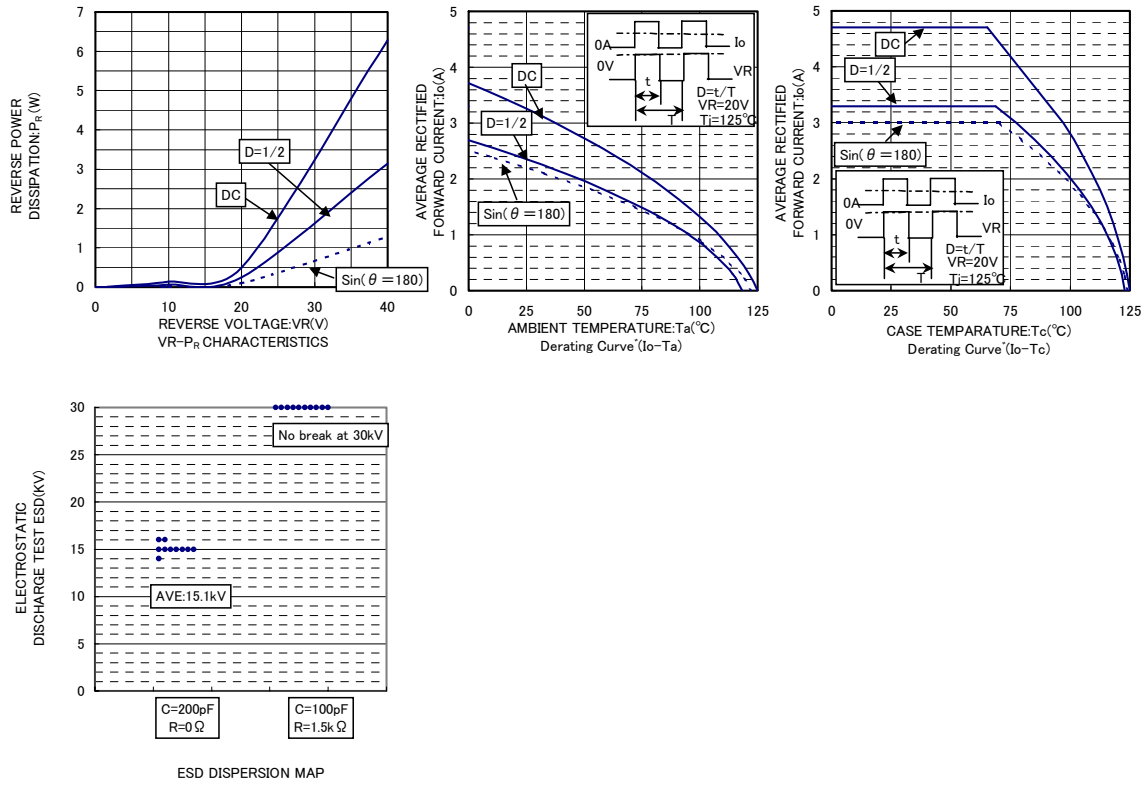 REVERSE POWER
DISSIPATION:PR (W)
7
6
5
4
3
2
1
0
D=1/2
DC
Sin(θ=180)
0 10 20 30 40
REVERSE VOLTAGE:VR(V)
VR-PR CHARACTERISTICS
AVERAGE RECTIFIED
FORWARD CURRENT:Io(A)
5
4
3
2
1
0
0A
0V
Io
VR
t
T
D=t/T
VR=20V
Tj=125℃
DC
D=1/2
Sin(θ=180)
0 25 50 75 100 125
AMBIENT TEMPERATURE:Ta(℃)
Derating Curve"(Io-Ta)
AVERAGE RECTIFIED
FORWARD CURRENT:Io(A)
5
4
3
2
1
0
DC
D=1/2
Sin(θ=180)
0A
0V
Io
VR
t
T
D=t/T
VR=20V
Tj=125℃
0 25 50 75 100 125
CASE TEMPARATURE:Tc(℃)
Derating Curve"(Io-Tc)
ELECTROSTATIC
DISCHARGE TEST ESD(KV)
30
25
20
15
10
5
0
No break at 30kV
AVE:15.1kV
C=200pF
R=0Ω
C=100pF
R=1.5kΩ
ESD DISPERSION MAP